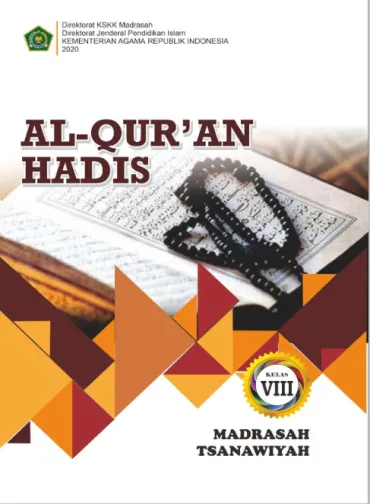 Direktorat KSKK Madrasah
Direktorat Jenderal Pendidikan Islam
KEMENTERIAN AGAMA REPUBLIK INDONESIA
2020
AL-QUR'AN
HADIS
KELAS
VIII
MADRASAH
TSANAWIYAH